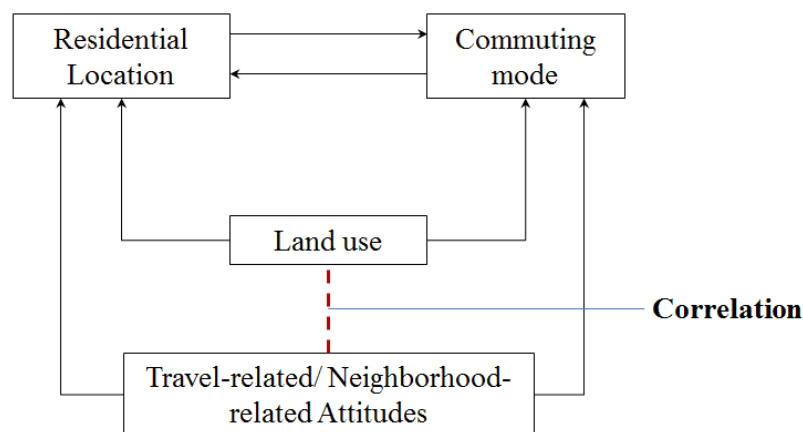 Residential
Location
Commuting
mode
Land use
Correlation
Travel-related/ Neighborhood-
related Attitudes